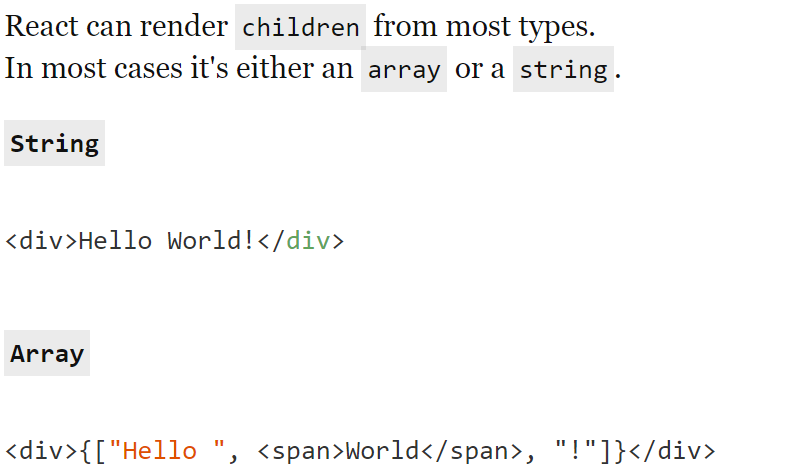 React can render children from most types.
In most cases it's either an array or a string.
String
<div>Hello World!</div>
Array
<div>{["Hello ", <span>World</span>, "!"]}</div>